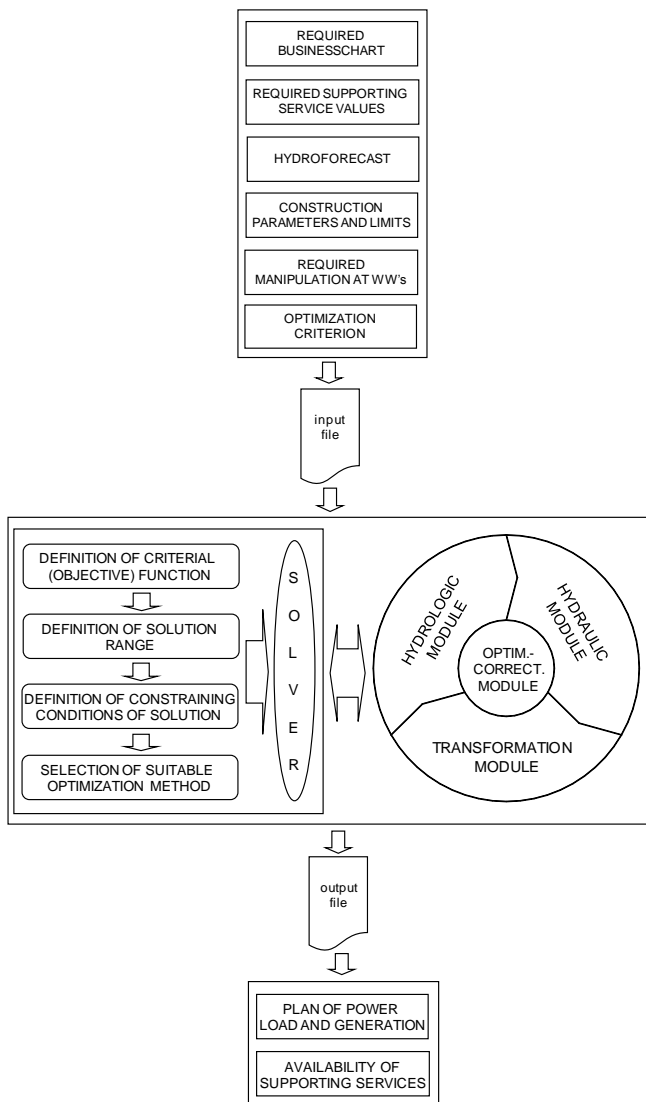 REQUIRED
BUSINESSCHART
REQUIRED SUPPORTING
SERVICE VALUES
HYDROFORECAST
CONSTRUCTION
PARAMETERS AND LIMITS
REQUIRED
MANIPULATION AT WW's
OPTIMIZATION
CRITERION
input
file
DEFINITION OF CRITERIAL
(OBJECTIVE) FUNCTION
DEFINITION OF SOLUTION
RANGE
DEFINITION OF CONSTRAINING
CONDITIONS OF SOLUTION
SELECTION OF SUITABLE
OPTIMIZATION METHOD
S
O
L
V
E
R
HYDROLOGIC
MODULE
HYDRAULIC
MODULE
OPTIM.-
CORRECT.
MODULE
TRANSFORMATION
MODULE
output
file
PLAN OF POWER
LOAD AND GENERATION
AVAILABILITY OF
SUPPORTING SERVICES